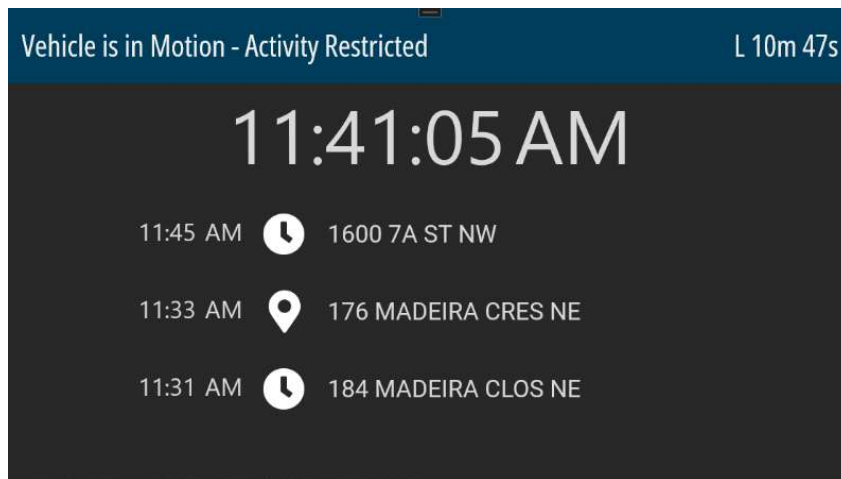 Vehicle is in Motion - Activity Restricted L 10m 47s
11:41:05 AM
11:45 AM 1600 7A ST NW
11:33 AM 176 MADEIRA CRES NE
11:31 AM 184 MADEIRA CLOS NE